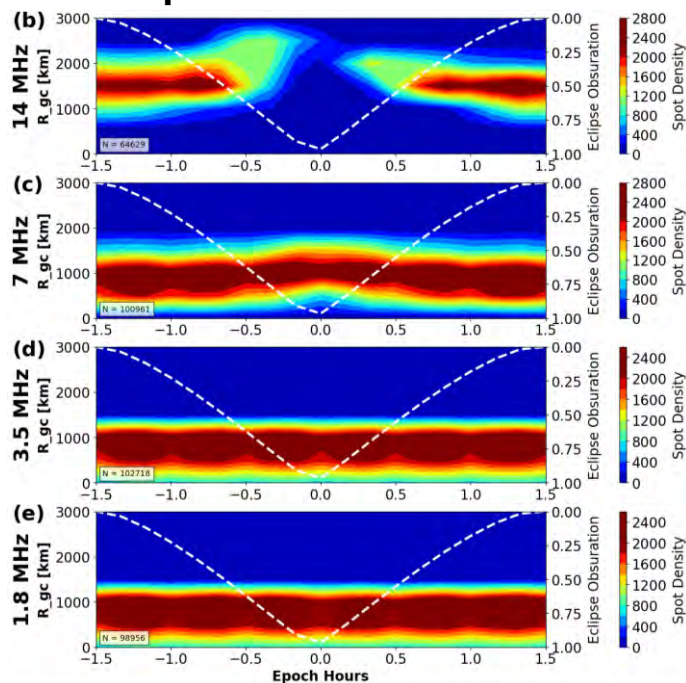 (b)
14 MHz
R_gc [km]
3000
2000
1000
0
N = 64629
−1.5 −1.0 −0.5 0.0 0.5 1.0 1.5
0.00
0.25
0.50
0.75
1.00
Eclipse Obsuration
2800
2400
2000
1600
1200
800
400
0
Spot Density
(c)
7 MHz
R_gc [km]
3000
2000
1000
0
N = 100961
−1.5 −1.0 −0.5 0.0 0.5 1.0 1.5
0.00
0.25
0.50
0.75
1.00
Eclipse Obsuration
2800
2400
2000
1600
1200
800
400
0
Spot Density
(d)
3.5 MHz
R_gc [km]
3000
2000
1000
0
N = 102718
−1.5 −1.0 −0.5 0.0 0.5 1.0 1.5
0.00
0.25
0.50
0.75
1.00
Eclipse Obsuration
2400
2000
1600
1200
800
400
0
Spot Density
(e)
1.8 MHz
R_gc [km]
3000
2000
1000
0
N = 98956
−1.5 −1.0 −0.5 0.0 0.5 1.0 1.5
0.00
0.25
0.50
0.75
1.00
Eclipse Obsuration
2400
2000
1600
1200
800
400
0
Spot Density
Epoch Hours